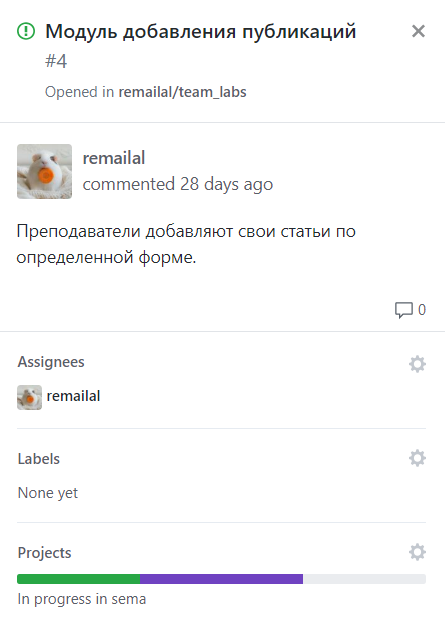 Модуль добавления публикаций
#4
Opened in remailal/team_labs
remailal
commented 28 days ago
Преподаватели добавляют свои статьи по
определенной форме.
0
Assignees
remailal
Labels
None yet
Projects
In progress in sema